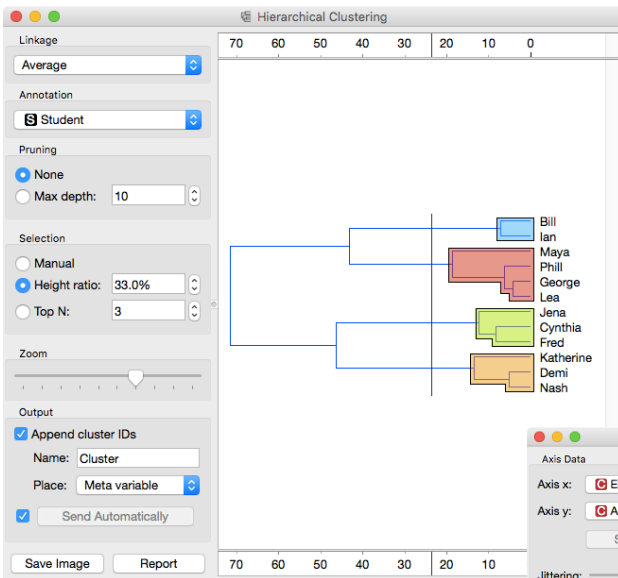 Hierarchical Clustering
Linkage
Average
Annotation
S Student
Pruning
None
Max depth: 10
Selection
Manual
Height ratio: 33.0%
Top N: 3
Zoom
Output
Append cluster IDs
Name: Cluster
Place: Meta variable
Send Automatically
Save Image Report
70 60 50 40 30 20 10 0
Bill
Ian
Maya
Phill
George
Lea
Jena
Cynthia
Fred
Katherine
Demi
Nash
70 60 50 40 30 20 10
Axis Data
Axis x: C E
Axis y: C A
S
Jittering: